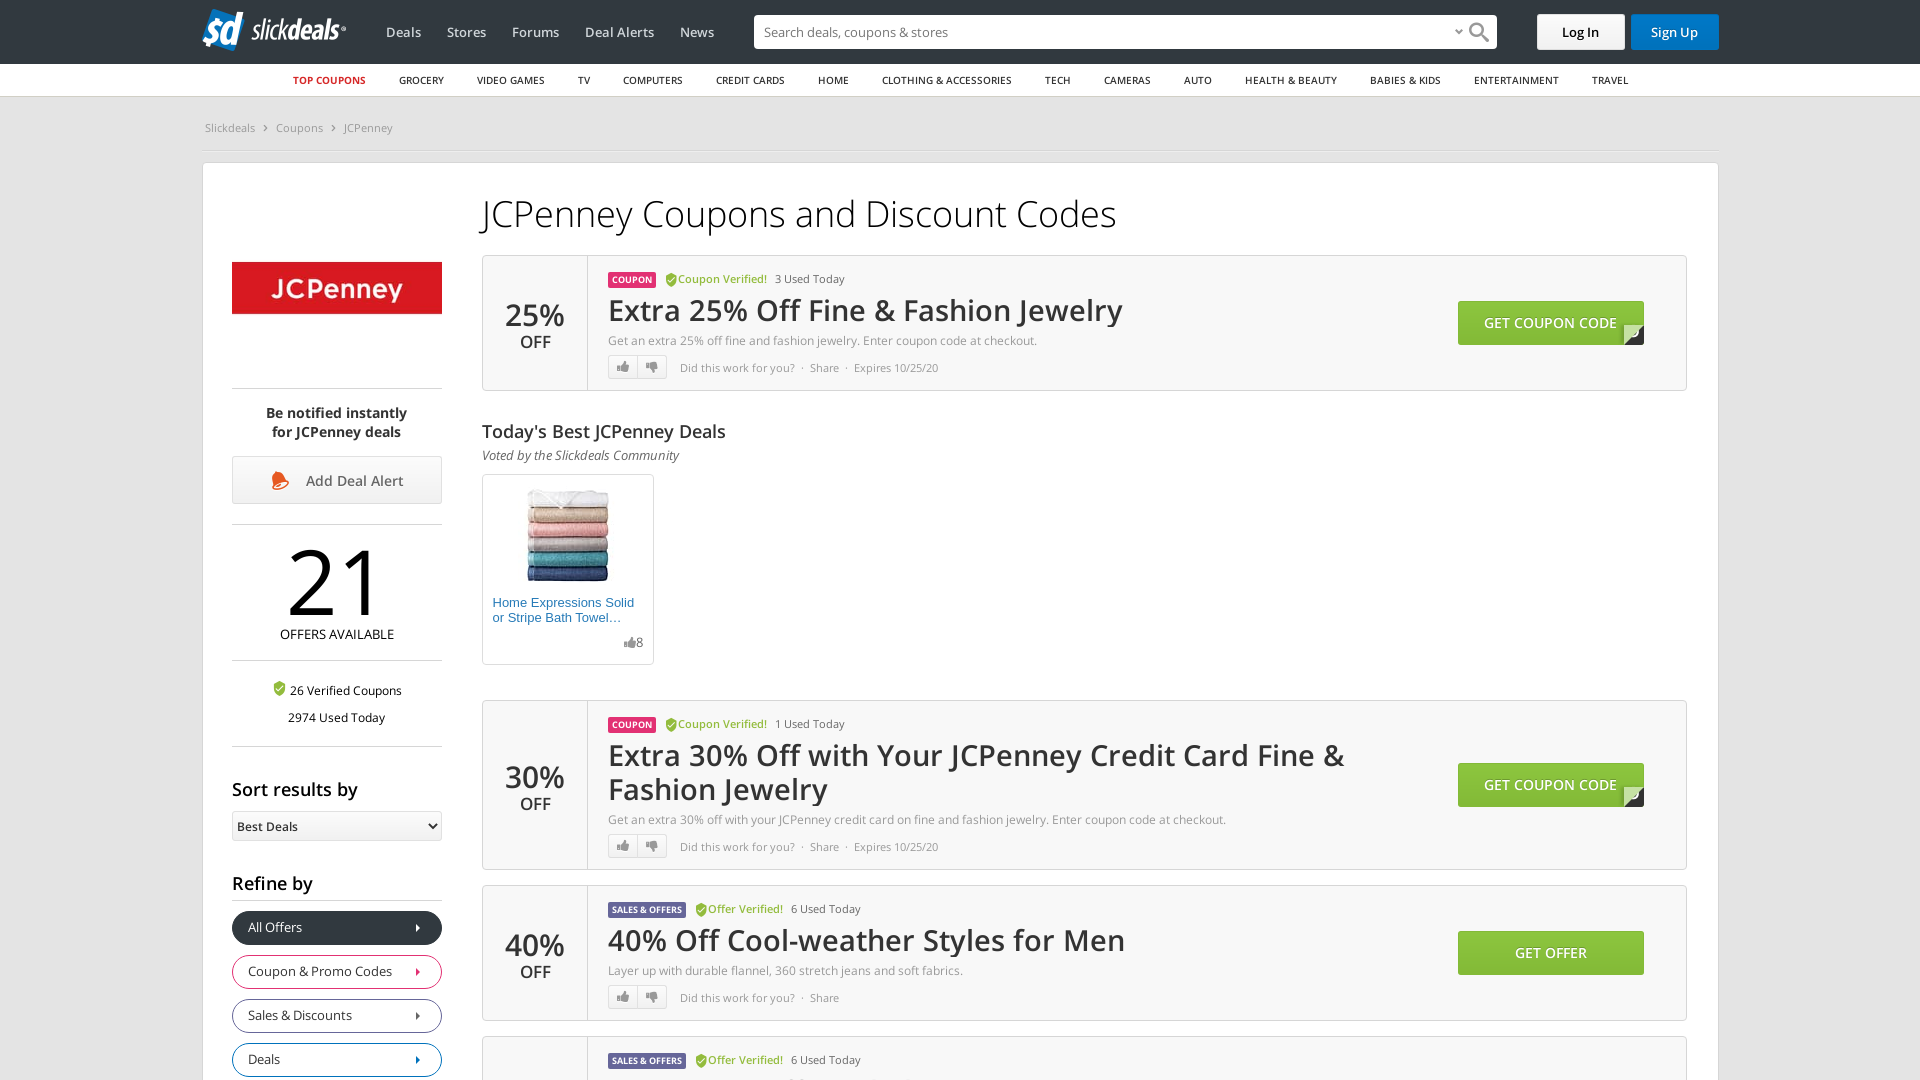 slickdeals
Deals
Stores
Forums
Deal Alerts
News
Search deals, coupons & stores
Log In
Sign Up
TOP COUPONS
GROCERY
VIDEO GAMES
TV
COMPUTERS
CREDIT CARDS
HOME
CLOTHING & ACCESSORIES
TECH
CAMERAS
AUTO
HEALTH & BEAUTY
BABIES & KIDS
ENTERTAINMENT
TRAVEL
Slickdeals
Coupons
JCPenney
JCPenney
Be notified instantly
for JCPenney deals
Add Deal Alert
21
OFFERS AVAILABLE
26 Verified Coupons
2974 Used Today
Sort results by
Best Deals
Refine by
All Offers
Coupon & Promo Codes
Sales & Discounts
Deals
JCPenney Coupons and Discount Codes
25%
OFF
COUPON Coupon Verified! 3 Used Today
Extra 25% Off Fine & Fashion Jewelry
Get an extra 25% off fine and fashion jewelry. Enter coupon code at checkout.
Did this work for you? · Share · Expires 10/25/20
GET COUPON CODE
Today's Best JCPenney Deals
Voted by the Slickdeals Community
Home Expressions Solid
or Stripe Bath Towel…
8
30%
OFF
COUPON Coupon Verified! 1 Used Today
Extra 30% Off with Your JCPenney Credit Card Fine &
Fashion Jewelry
Get an extra 30% off with your JCPenney credit card on fine and fashion jewelry. Enter coupon code at checkout.
Did this work for you? · Share · Expires 10/25/20
GET COUPON CODE
40%
OFF
SALES & OFFERS Offer Verified! 6 Used Today
40% Off Cool-weather Styles for Men
Layer up with durable flannel, 360 stretch jeans and soft fabrics.
Did this work for you? · Share
GET OFFER
SALES & OFFERS Offer Verified! 6 Used Today